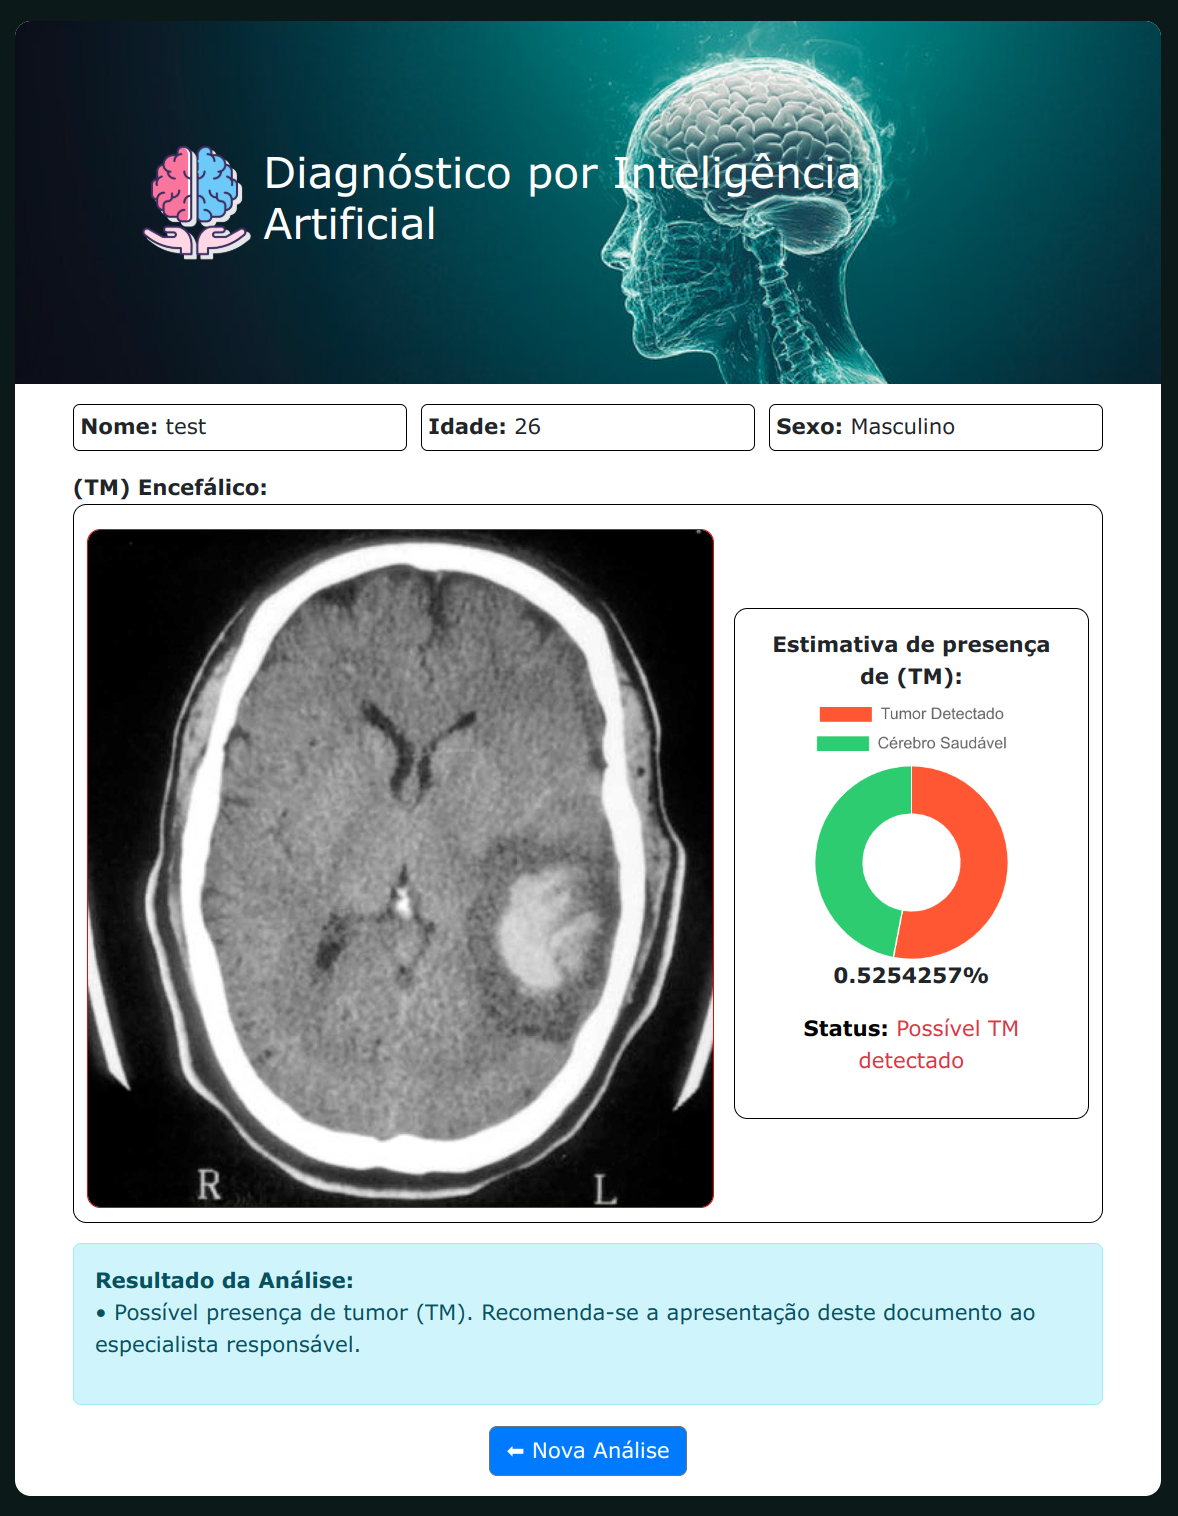 Diagnóstico por Inteligência
Artificial
Nome: test
Idade: 26
Sexo: Masculino
(TM) Encefálico:
R
L
Estimativa de presença
de (TM):
Tumor Detectado
Cérebro Saudável
0.5254257%
Status: Possível TM
detectado
Resultado da Análise:
• Possível presença de tumor (TM). Recomenda-se a apresentação deste documento ao
especialista responsável.
⬅ Nova Análise